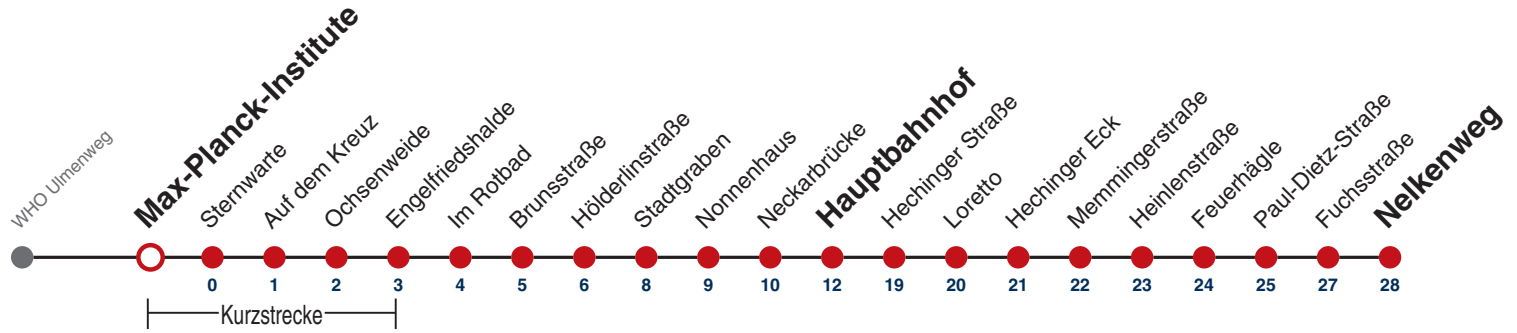 WHO Ulmenweg
Max-Planck-Institute
Sternwarte
Auf dem Kreuz
Ochsenweide
Engelfriedshalde
Im Rotbad
Brunsstraße
Hölderlinstraße
Stadtgraben
Nonnenhaus
Neckarbrücke
Hauptbahnhof
Hechinger Straße
Loretto
Hechinger Eck
Memmingerstraße
Heinlenstraße
Feuerhägle
Paul-Dietz-Straße
Fuchsstraße
Nelkenweg
0 1 2 3 4 5 6 8 9 10 12 19 20 21 22 23 24 25 27 28
Kurzstrecke